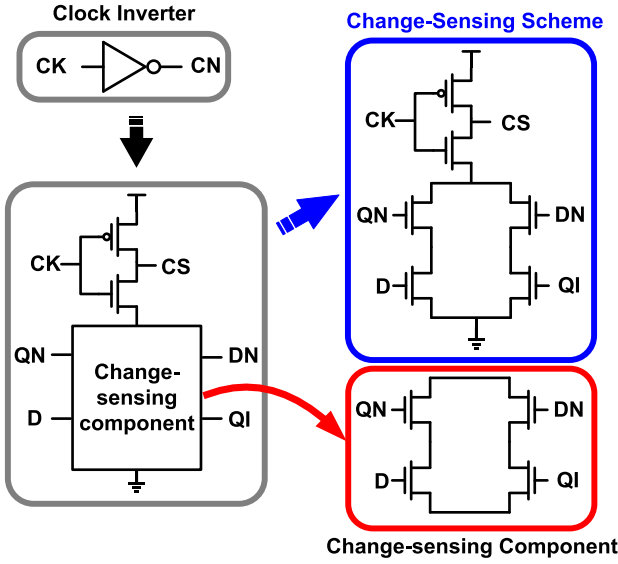 Clock Inverter
CK
CN
CK
CS
QN
DN
Change-
sensing
component
D
QI
Change-Sensing Scheme
CK
CS
QN
DN
D
QI
QN
DN
D
QI
Change-sensing Component